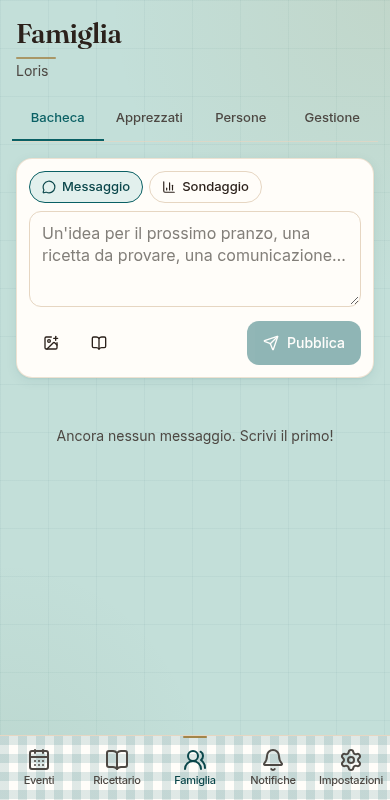 Famiglia
Loris
Bacheca Apprezzati Persone Gestione
Messaggio Sondaggio
Un'idea per il prossimo pranzo, una
ricetta da provare, una comunicazione...
Pubblica
Ancora nessun messaggio. Scrivi il primo!
Eventi Ricettario Famiglia Notifiche Impostazioni